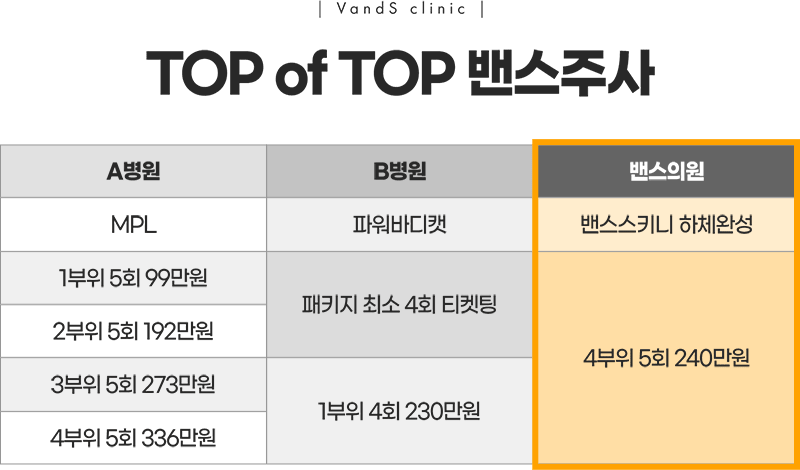 | VandS clinic |
TOP of TOP 밴스주사
A병원 B병원 밴스의원
MPL 파워바디캣 밴스스키니 하체완성
1부위 5회 99만원
패키지 최소 4회 티켓팅
2부위 5회 192만원
4부위 5회 240만원
3부위 5회 273만원
1부위 4회 230만원
4부위 5회 336만원